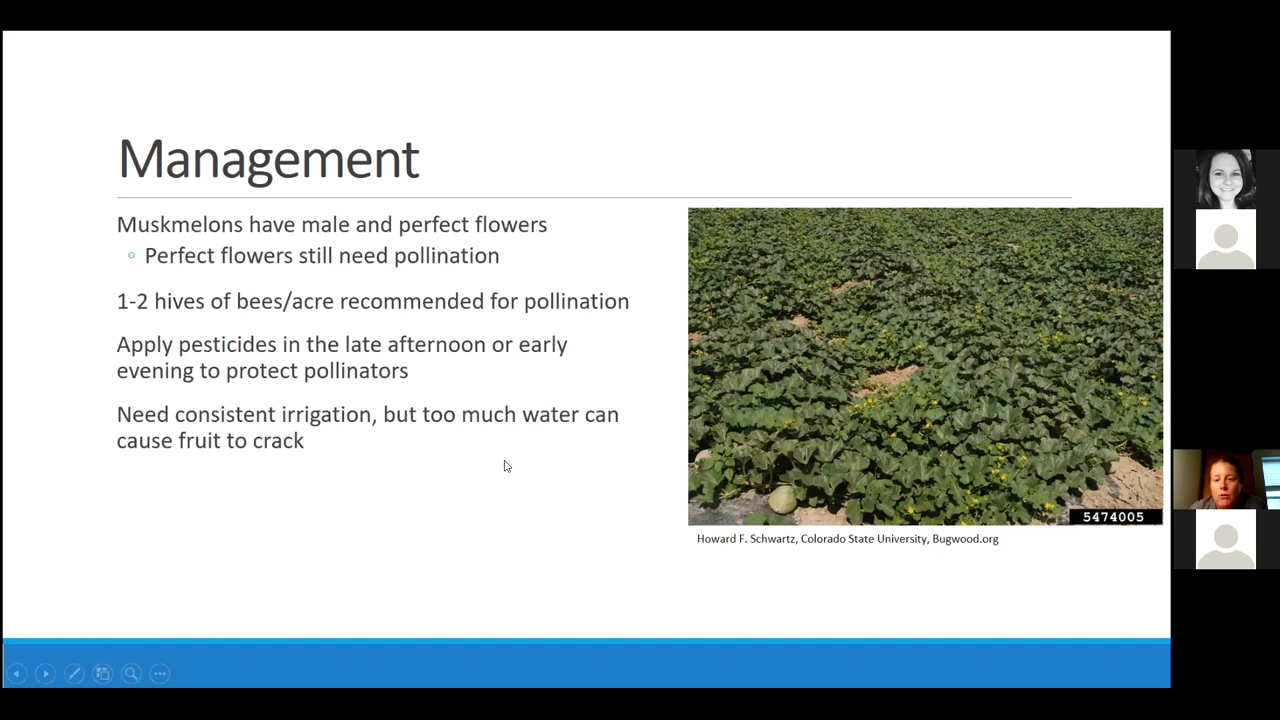 Management
Muskmelons have male and perfect flowers
Perfect flowers still need pollination
1-2 hives of bees/acre recommended for pollination
Apply pesticides in the late afternoon or early
evening to protect pollinators
Need consistent irrigation, but too much water can
cause fruit to crack
5474005
Howard F. Schwartz, Colorado State University, Bugwood.org